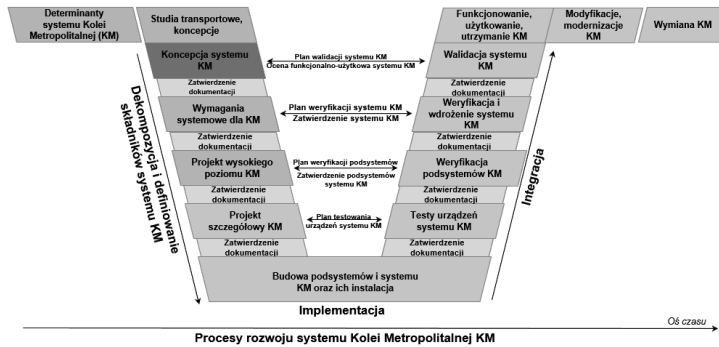 Determinanty
systemu Kolei
Metropolitalnej (KM)
Studia transportowe,
koncepcje
Funkcjonowanie,
użytkowanie,
utrzymanie KM
Modyfikacje,
modernizacje
KM
Wymiana KM
Koncepcja systemu
KM
Plan walidacji systemu KM
Ocena funkcjonalno-użytkowa systemu KM
Walidacja systemu
KM
Zatwierdzenie
dokumentacji
Zatwierdzenie
dokumentacji
Wymagania
systemowe dla KM
Plan weryfikacji systemu KM
Zatwierdzenie systemu KM
Weryfikacja i
wdrożenie systemu
KM
Zatwierdzenie
dokumentacji
Zatwierdzenie
dokumentacji
Projekt wysokiego
poziomu KM
Plan weryfikacji podsystemów
Zatwierdzenie podsystemów
systemu KM
Weryfikacja
podsystemów KM
Zatwierdzenie
dokumentacji
Zatwierdzenie
dokumentacji
Projekt
szczegółowy KM
Plan testowania
urządzeń systemu KM
Testy urządzeń
systemu KM
Zatwierdzenie
dokumentacji
Zatwierdzenie
dokumentacji
Budowa podsystemów i systemu
KM oraz ich instalacja
Dekompozycja i definiowanie
składników systemu KM
Integracja
Implementacja
Oś czasu
Procesy rozwoju systemu Kolei Metropolitalnej KM